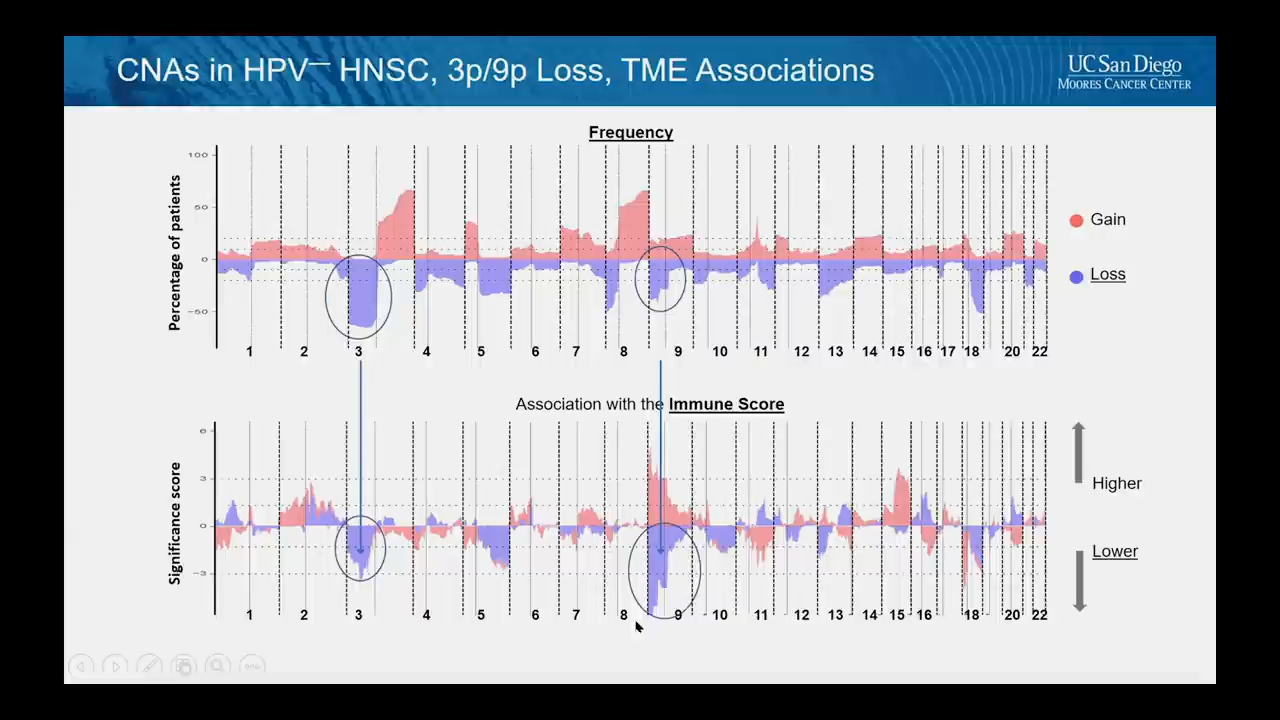 CNAs in HPV— HNSC, 3p/9p Loss, TME Associations
UC San Diego
MOORES CANCER CENTER
Frequency
Percentage of patients
100
50
0
−50
Gain
Loss
1 2 3 4 5 6 7 8 9 10 11 12 13 14 15 16 17 18 20 22
Association with the Immune Score
Significance score
6
3
0
−3
Higher
Lower
1 2 3 4 5 6 7 8 9 10 11 12 13 14 15 16 18 20 22